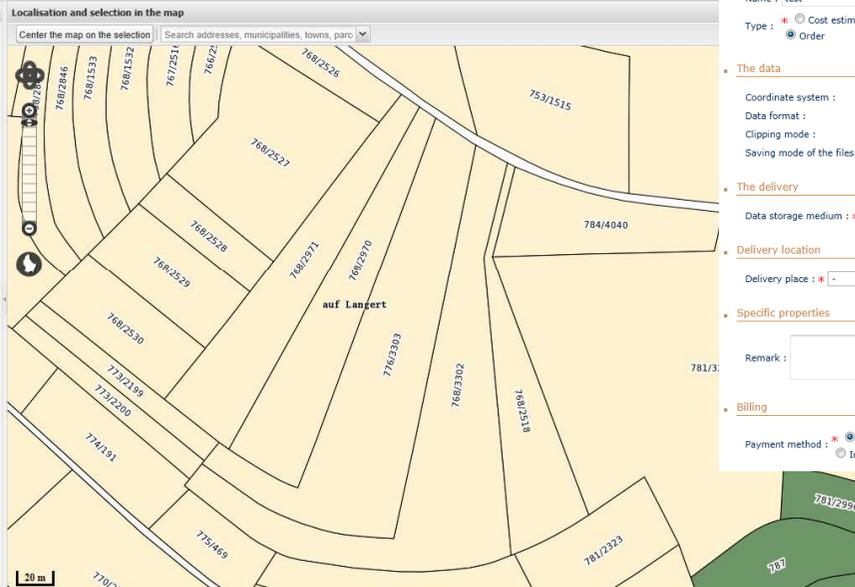 Localisation and selection in the map
Center the map on the selection
Search addresses, municipalities, towns, parc
768/2846
768/1533
768/1532
767/2516
768/2526
753/1515
768/2527
768/2528
768/2529
768/2530
768/2971
768/2970
auf Langert
776/3303
768/3302
768/2518
784/4040
773/2199
773/2200
774/191
775/469
781/2323
787
20 m
Type : *
Order
The data
Coordinate system :
Data format :
Clipping mode :
Saving mode of the files
The delivery
Data storage medium : *
Delivery location
Delivery place : * -
Specific properties
Remark :
Billing
Payment method : *